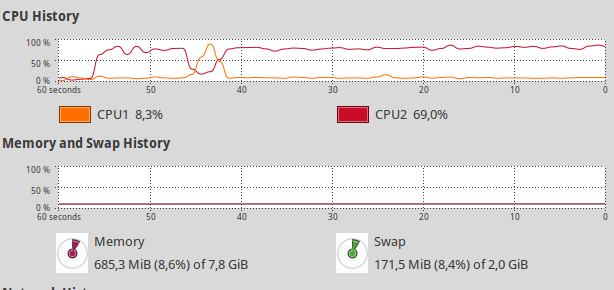 CPU History
100 %
50 %
0 %
60 seconds 50 40 30 20 10 0
CPU1 8,3% CPU2 69,0%
Memory and Swap History
100 %
50 %
0 %
60 seconds 50 40 30 20 10 0
Memory Swap
685,3 MiB (8,6%) of 7,8 GiB 171,5 MiB (8,4%) of 2,0 GiB